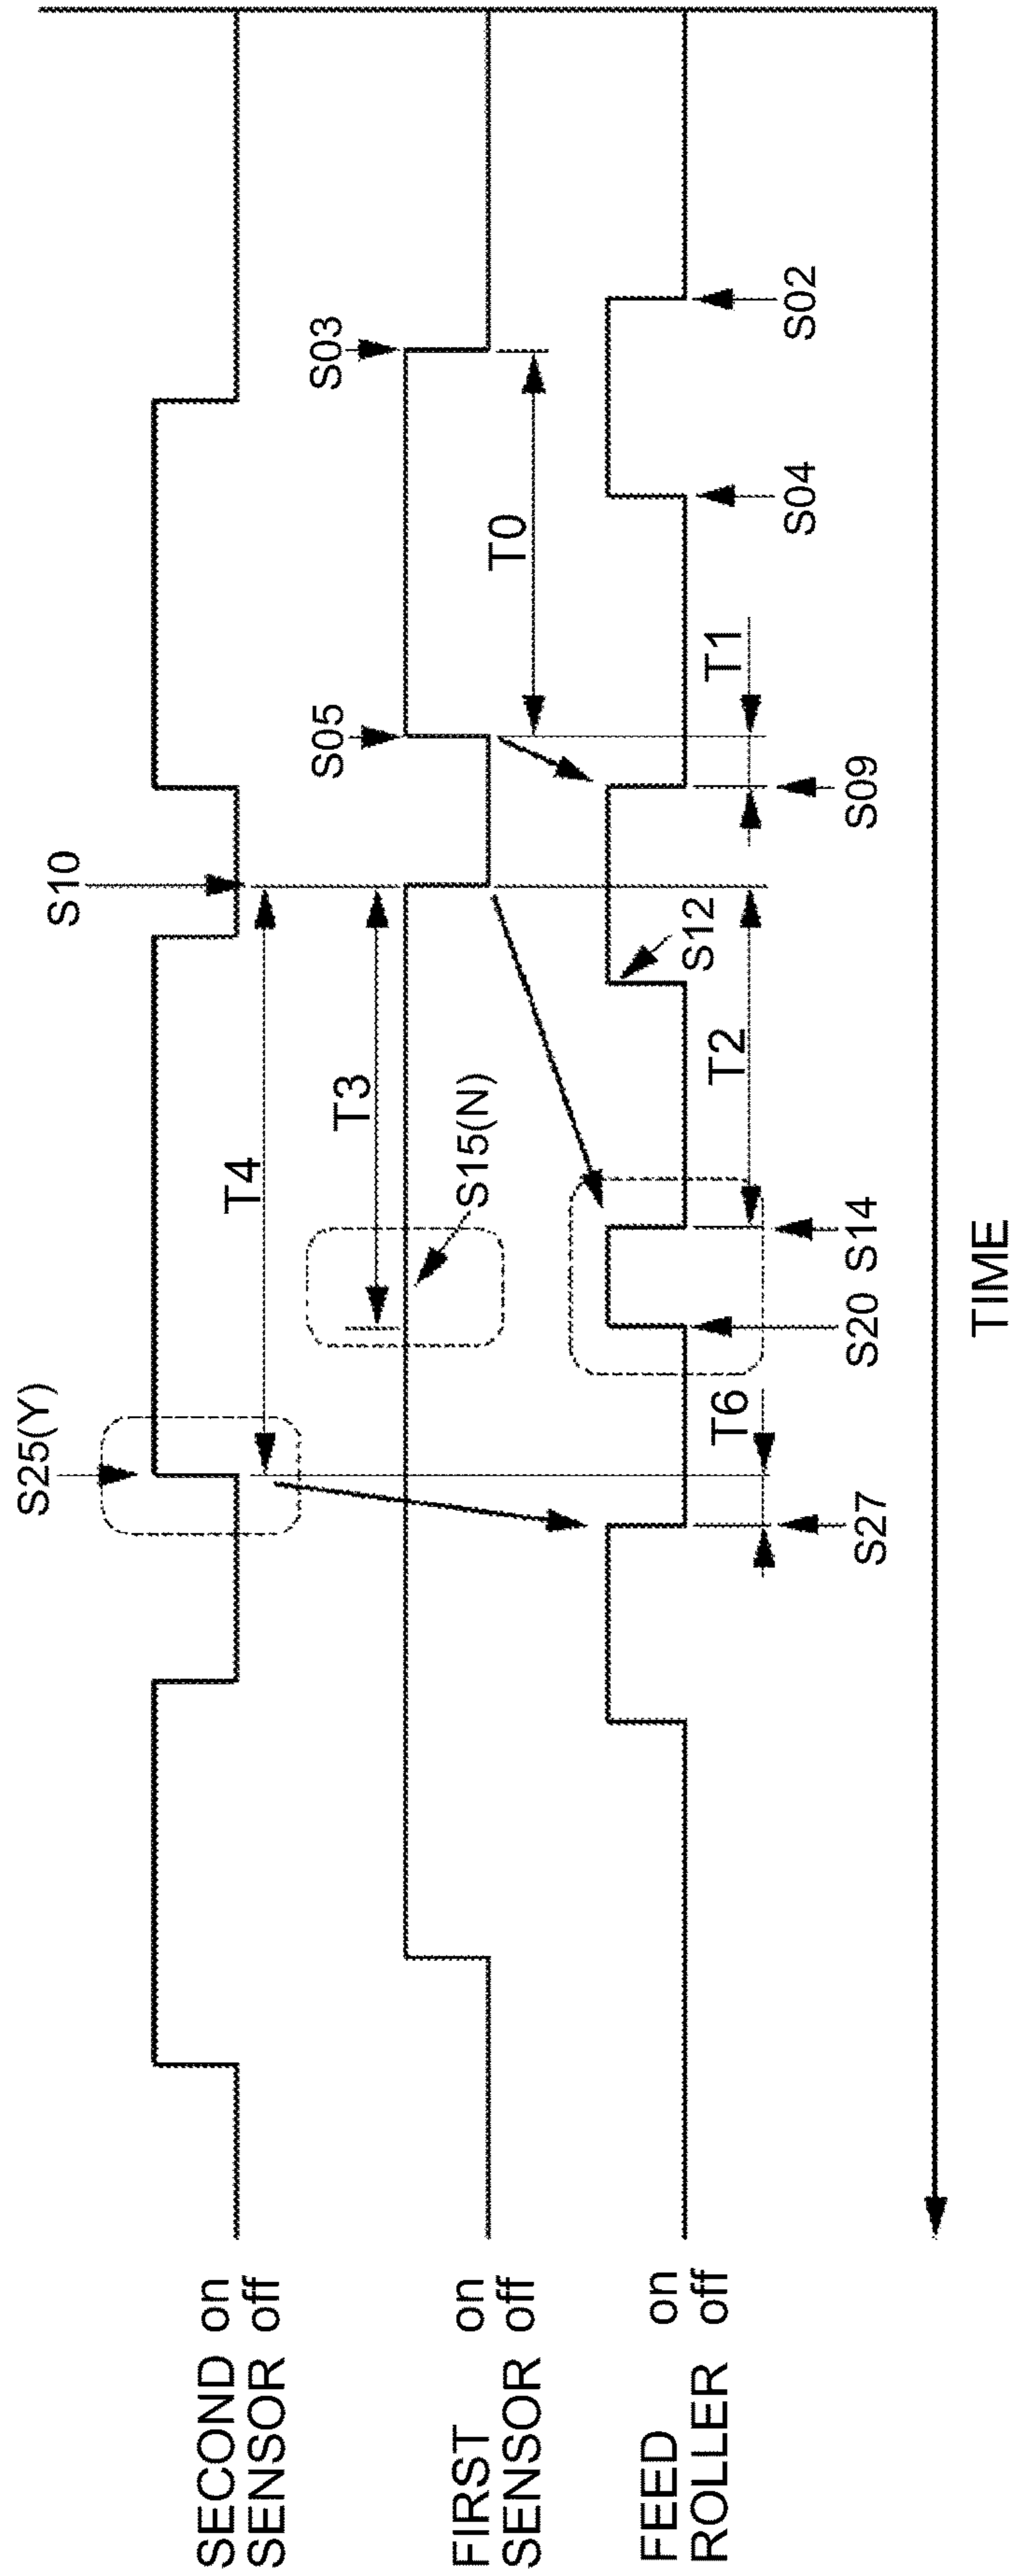 S25(Y)
S10
SECOND on
SENSOR off
T4
S05
S03
T3
S15(N)
FIRST on
SENSOR off
T0
FEED on
ROLLER off
S12
T6
T2
T1
S04
S02
S27
S20
S14
S09
TIME